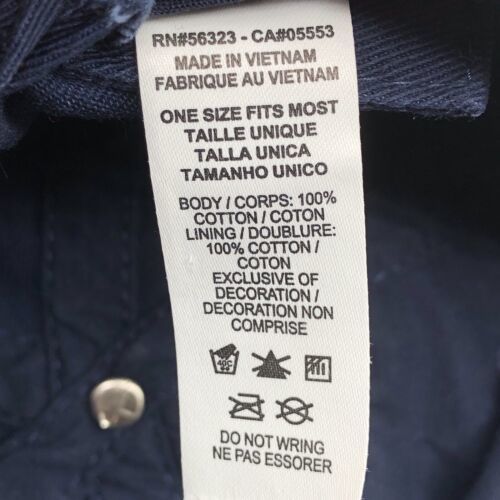 RN#56323 - CA#05553
MADE IN VIETNAM
FABRIQUE AU VIETNAM
ONE SIZE FITS MOST
TAILLE UNIQUE
TALLA UNICA
TAMANHO UNICO
BODY / CORPS: 100%
COTTON / COTON
LINING / DOUBLURE:
100% COTTON /
COTON
EXCLUSIVE OF
DECORATION /
DECORATION NON
COMPRISE
40C
DO NOT WRING
NE PAS ESSORER